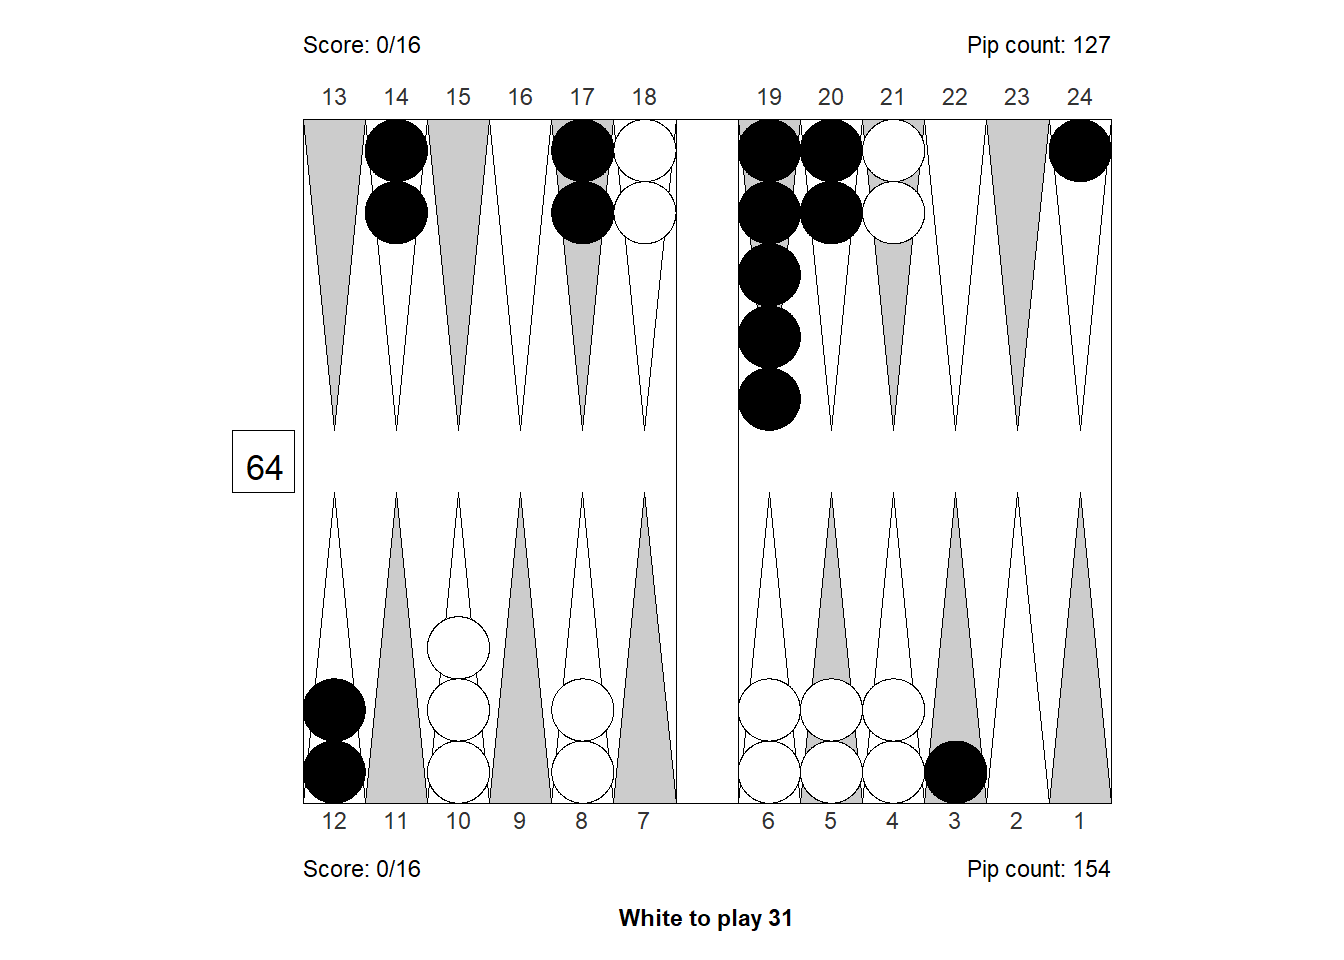 Score: 0/16 Pip count: 127
13 14 15 16 17 18 19 20 21 22 23 24
64
12 11 10 9 8 7 6 5 4 3 2 1
Score: 0/16 Pip count: 154
White to play 31